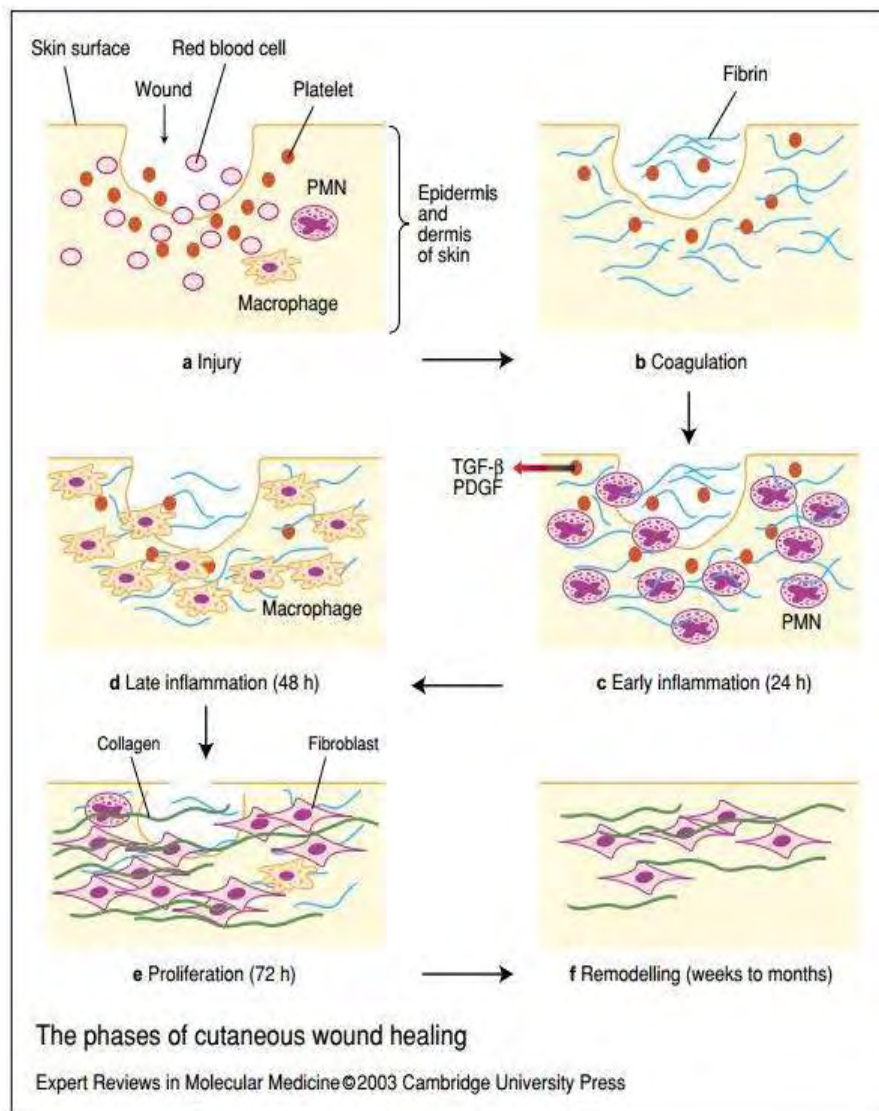 Skin surface
Red blood cell
Wound
Platelet
PMN
Macrophage
Epidermis
and
dermis
of skin
a Injury
Fibrin
b Coagulation
TGF-β
PDGF
PMN
c Early inflammation (24 h)
Macrophage
d Late inflammation (48 h)
Collagen
Fibroblast
e Proliferation (72 h)
f Remodelling (weeks to months)
The phases of cutaneous wound healing
Expert Reviews in Molecular Medicine©2003 Cambridge University Press